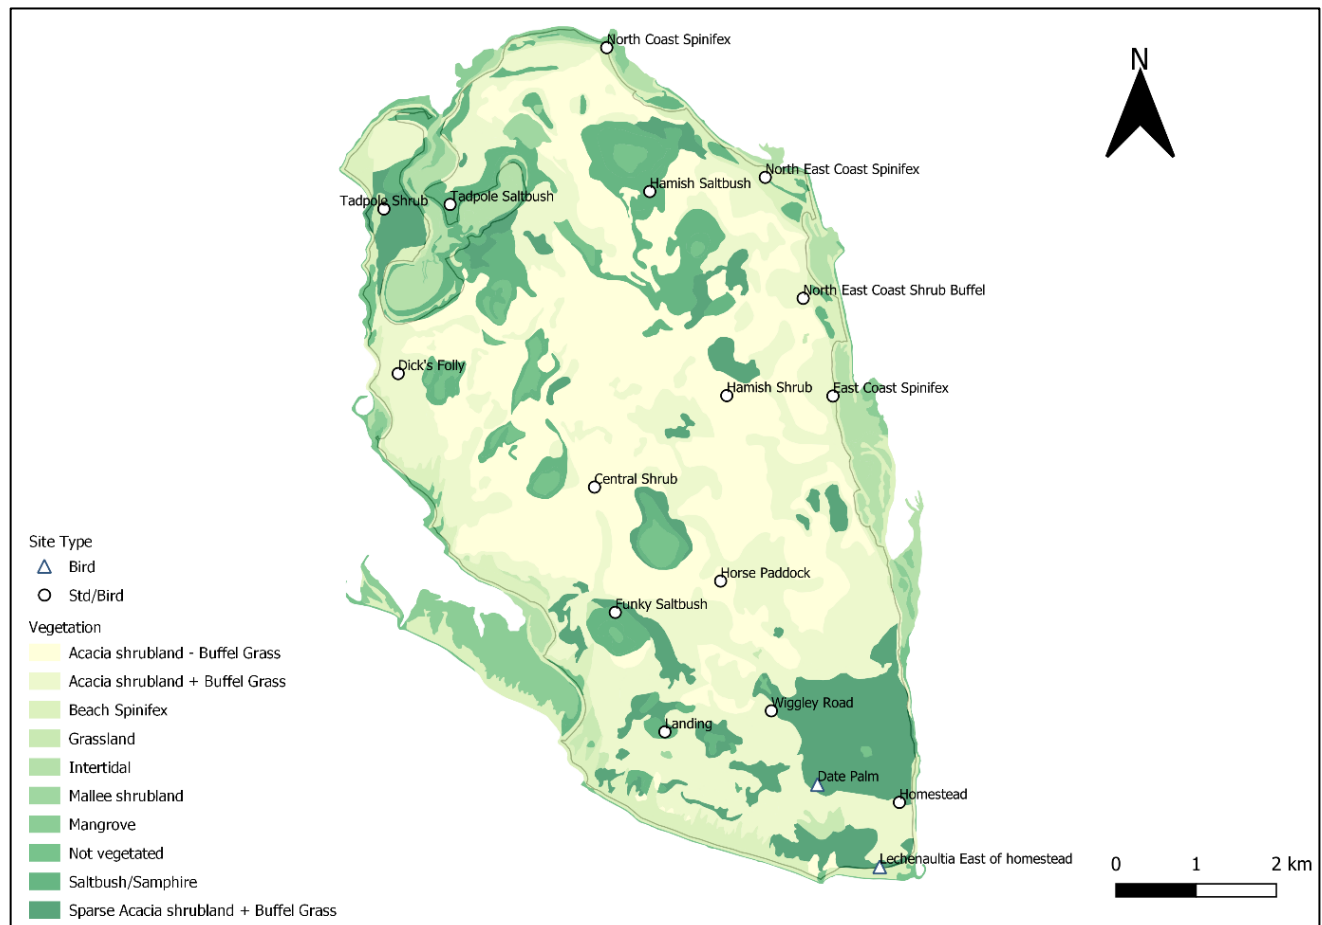 North Coast Spinifex
N
North East Coast Spinifex
Hamish Saltbush
Tadpole Shrub
Tadpole Saltbush
North East Coast Shrub Buffel
Dick's Folly
Hamish Shrub
East Coast Spinifex
Central Shrub
Horse Paddock
Funky Saltbush
Wiggley Road
Landing
Date Palm
Homestead
Lechenaultia East of homestead
Site Type
Bird
Std/Bird
Vegetation
Acacia shrubland - Buffel Grass
Acacia shrubland + Buffel Grass
Beach Spinifex
Grassland
Intertidal
Mallee shrubland
Mangrove
Not vegetated
Saltbush/Samphire
Sparse Acacia shrubland + Buffel Grass
0 1 2 km